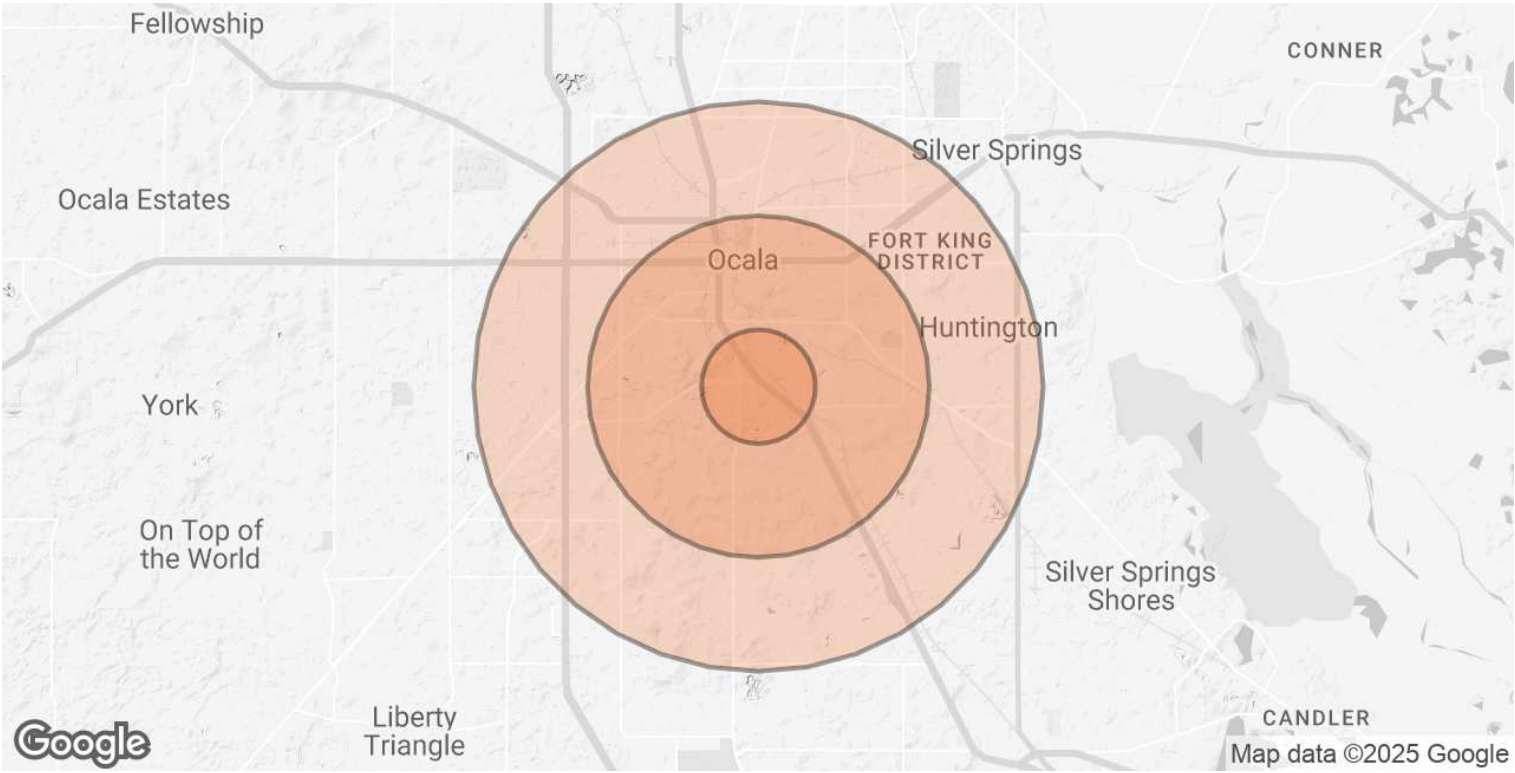 Fellowship
CONNER
Silver Springs
Ocala Estates
FORT KING
DISTRICT
Ocala
Huntington
York
On Top of
the World
Silver Springs
Shores
Liberty
Triangle
CANDLER
Google
Map data ©2025 Google